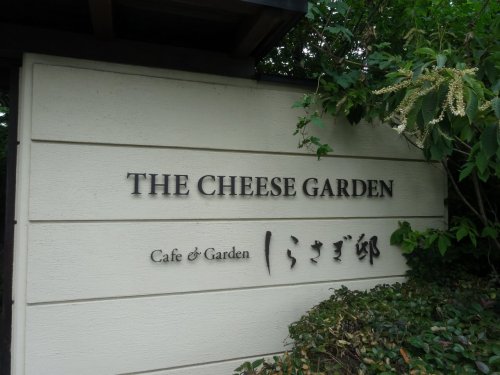 THE CHEESE GARDEN
Cafe & Garden しらさぎ邸